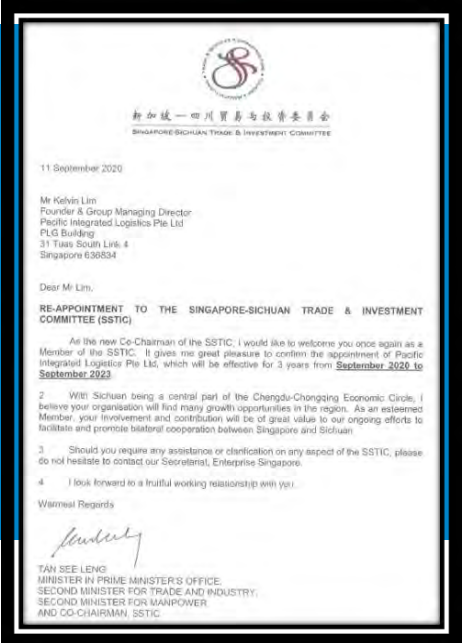 新加坡一四川贸易与投资委员会
SINGAPORE-SICHUAN TRADE & INVESTMENT COMMITTEE
11 September 2020
Mr Kelvin Lim
Founder & Group Managing Director
Pacific Integrated Logistics Pte Ltd
PLG Building
31 Tuas South Link 4
Singapore 636834
Dear Mr Lim,
RE-APPOINTMENT TO THE SINGAPORE-SICHUAN TRADE & INVESTMENT
COMMITTEE (SSTIC)
As the new Co-Chairman of the SSTIC, I would like to welcome you once again as a
Member of the SSTIC. It gives me great pleasure to confirm the appointment of Pacific
Integrated Logistics Pte Ltd, which will be effective for 3 years from September 2020 to
September 2023.
2 With Sichuan being a central part of the Chengdu-Chongqing Economic Circle, I
believe your organisation will find many growth opportunities in the region. As an esteemed
Member, your involvement and contribution will be of great value to our ongoing efforts to
facilitate and promote bilateral cooperation between Singapore and Sichuan.
3 Should you require any assistance or clarification on any aspect of the SSTIC, please
do not hesitate to contact our Secretariat, Enterprise Singapore.
4 I look forward to a fruitful working relationship with you.
Warmest Regards
TAN SEE LENG
MINISTER IN PRIME MINISTER'S OFFICE,
SECOND MINISTER FOR TRADE AND INDUSTRY,
SECOND MINISTER FOR MANPOWER
AND CO-CHAIRMAN, SSTIC